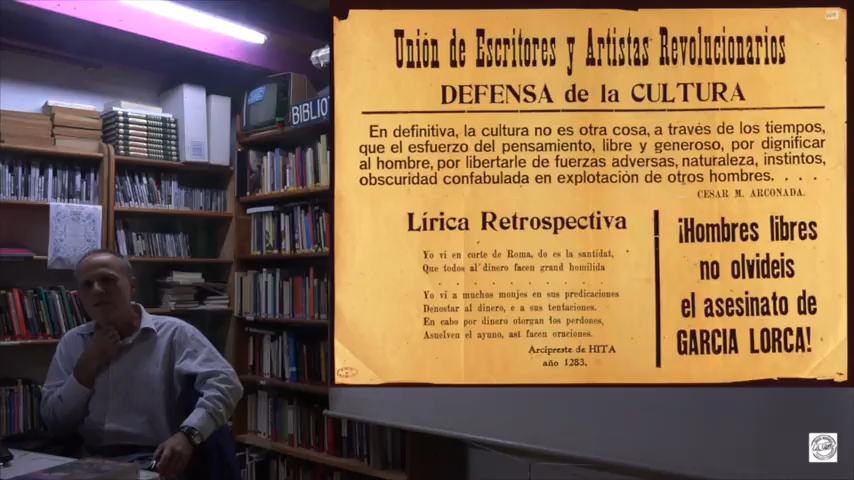 BIBLIO
Unión de Escritores y Artistas Revolucionarios
DEFENSA de la CULTURA
En definitiva, la cultura no es otra cosa, a través de los tiempos,
que el esfuerzo del pensamiento, libre y generoso, por dignificar
al hombre, por libertarle de fuerzas adversas, naturaleza, instintos,
obscuridad confabulada en explotación de otros hombres. . . . .
CESAR M. ARCONADA.
Lírica Retrospectiva
Yo vi en corte de Roma, do es la santidat,
Que todos al dinero facen grand homilida
. . . . . . . . . . . . . .
Yo vi a muchos monjes en sus predicaciones
Denostar al dinero, e a sus tentaciones.
En cabo por dinero otorgan los perdones,
Asuelven el ayuno, así facen oraciones.
Arcipreste de HITA
año 1283.
¡Hombres libres
no olvideis
el asesinato de
GARCIA LORCA!